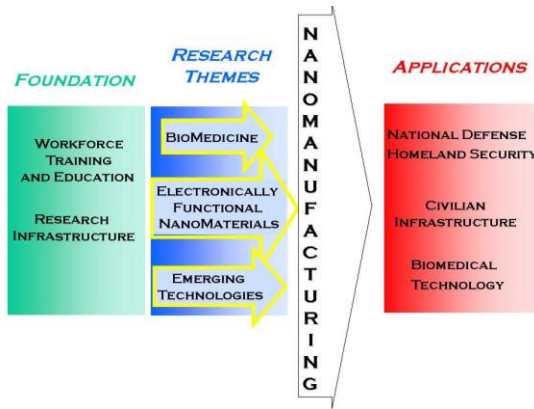 FOUNDATION
WORKFORCE
TRAINING
AND EDUCATION
RESEARCH
INFRASTRUCTURE
RESEARCH
THEMES
BIOMEDICINE
ELECTRONICALLY
FUNCTIONAL
NANOMATERIALS
EMERGING
TECHNOLOGIES
NANOMANUFACTURING
APPLICATIONS
NATIONAL DEFENSE
HOMELAND SECURITY
CIVILIAN
INFRASTRUCTURE
BIOMEDICAL
TECHNOLOGY